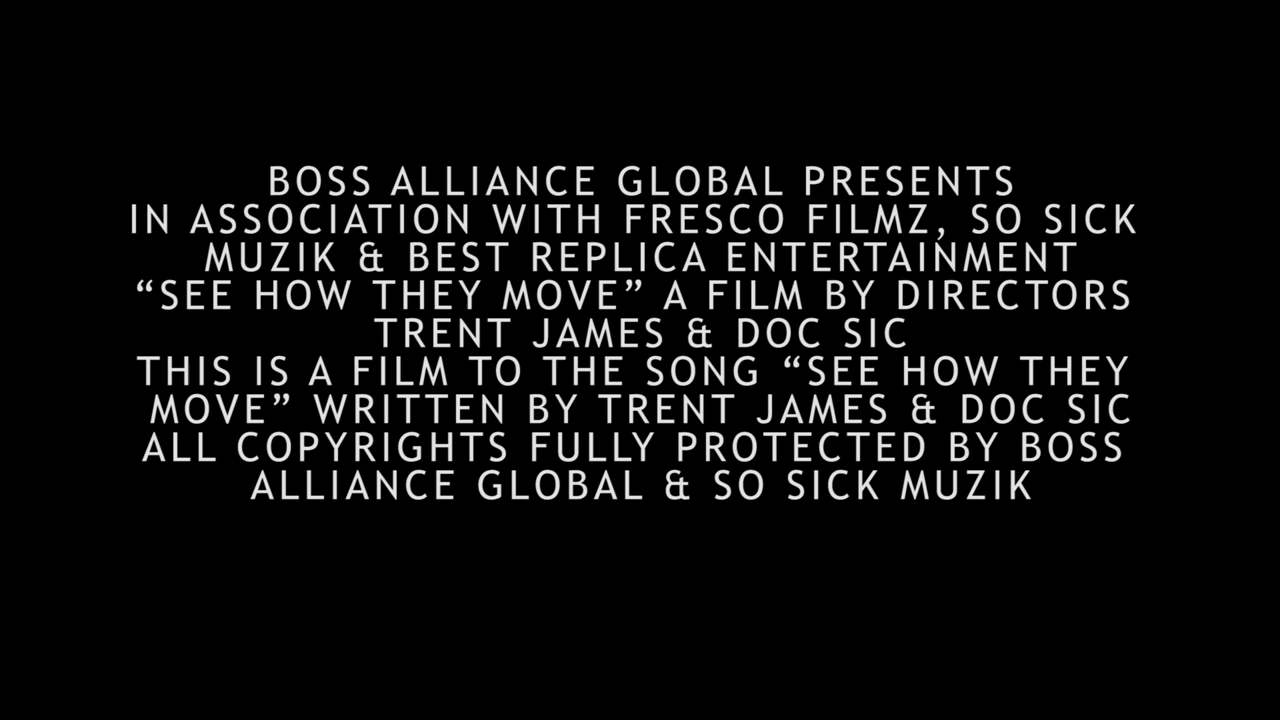 BOSS ALLIANCE GLOBAL PRESENTS
IN ASSOCIATION WITH FRESCO FILMZ, SO SICK
MUZIK & BEST REPLICA ENTERTAINMENT
“SEE HOW THEY MOVE” A FILM BY DIRECTORS
TRENT JAMES & DOC SIC
THIS IS A FILM TO THE SONG “SEE HOW THEY
MOVE” WRITTEN BY TRENT JAMES & DOC SIC
ALL COPYRIGHTS FULLY PROTECTED BY BOSS
ALLIANCE GLOBAL & SO SICK MUZIK